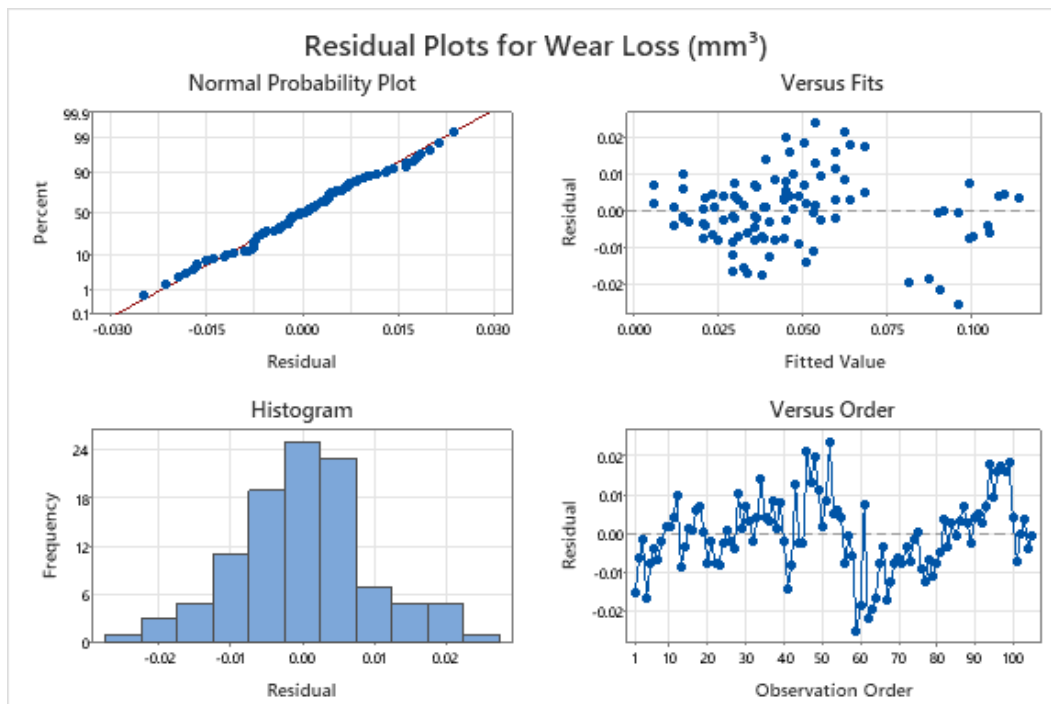 Residual Plots for Wear Loss (mm³)
Normal Probability Plot
99.9
99
90
50
10
1
0.1
Percent
-0.030 -0.015 0.000 0.015 0.030
Residual
Versus Fits
0.02
0.01
0.00
-0.01
-0.02
Residual
0.000 0.025 0.050 0.075 0.100
Fitted Value
Histogram
24
18
12
6
0
Frequency
-0.02 -0.01 0.00 0.01 0.02
Residual
Versus Order
0.02
0.01
0.00
-0.01
-0.02
Residual
1 10 20 30 40 50 60 70 80 90 100
Observation Order